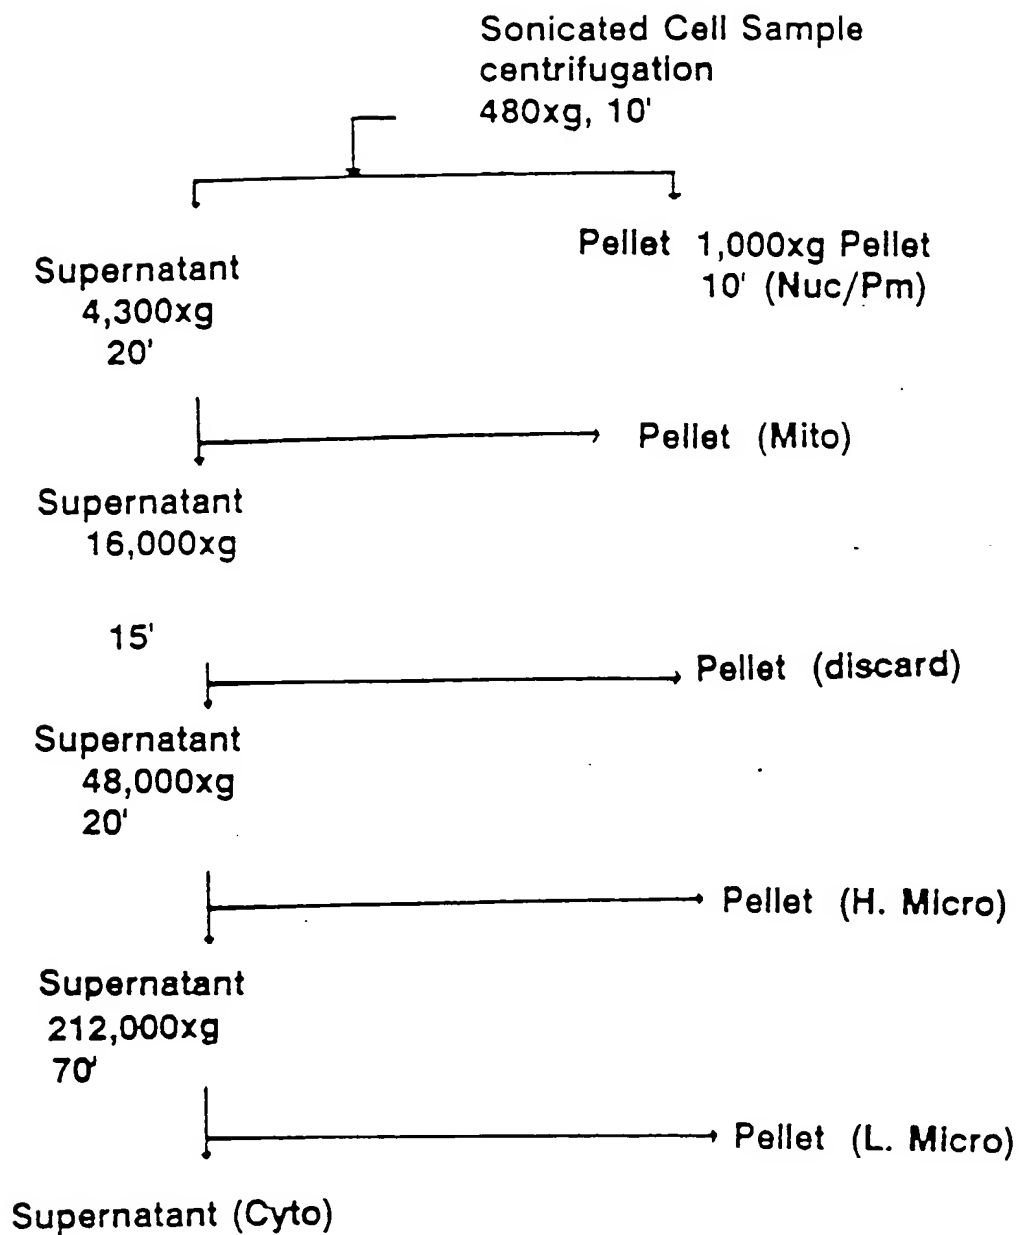 Sonicated Cell Sample
centrifugation
480xg, 10'
Pellet 1,000xg Pellet
10' (Nuc/Pm)
Supernatant
4,300xg
20'
Pellet (Mito)
Supernatant
16,000xg
15'
Pellet (discard)
Supernatant
48,000xg
20'
Pellet (H. Micro)
Supernatant
212,000xg
70'
Pellet (L. Micro)
Supernatant (Cyto)